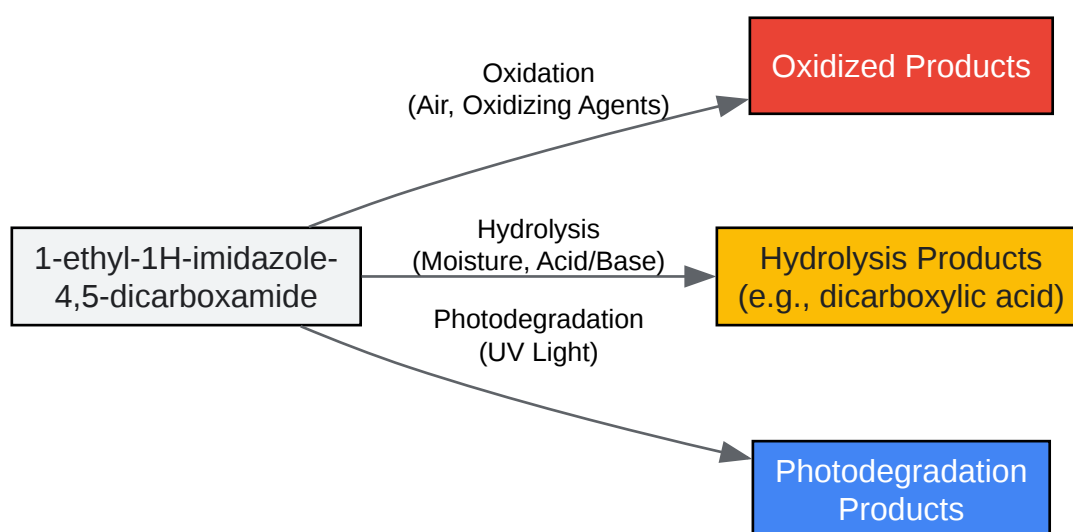 Oxidation
(Air, Oxidizing Agents)
Oxidized Products
1-ethyl-1H-imidazole-
4,5-dicarboxamide
Hydrolysis
(Moisture, Acid/Base)
Hydrolysis Products
(e.g., dicarboxylic acid)
Photodegradation
(UV Light)
Photodegradation
Products